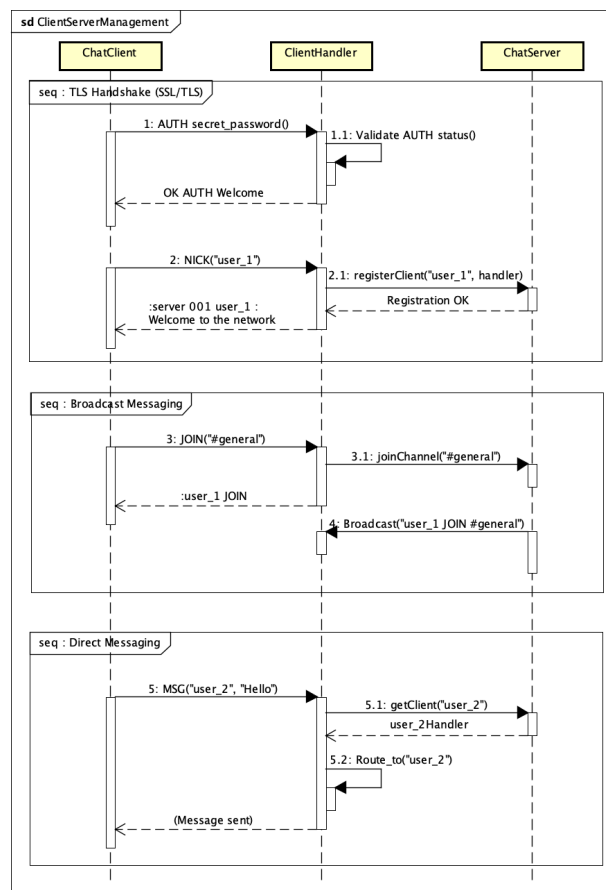 sd ClientServerManagement
ChatClient
ClientHandler
ChatServer
seq : TLS Handshake (SSL/TLS)
1: AUTH secret_password()
1.1: Validate AUTH status()
OK AUTH Welcome
2: NICK("user_1")
2.1: registerClient("user_1", handler)
Registration OK
:server 001 user_1 :
Welcome to the network
seq : Broadcast Messaging
3: JOIN("#general")
3.1: joinChannel("#general")
:user_1 JOIN
4: Broadcast("user_1 JOIN #general")
seq : Direct Messaging
5: MSG("user_2", "Hello")
5.1: getClient("user_2")
user_2Handler
5.2: Route_to("user_2")
(Message sent)